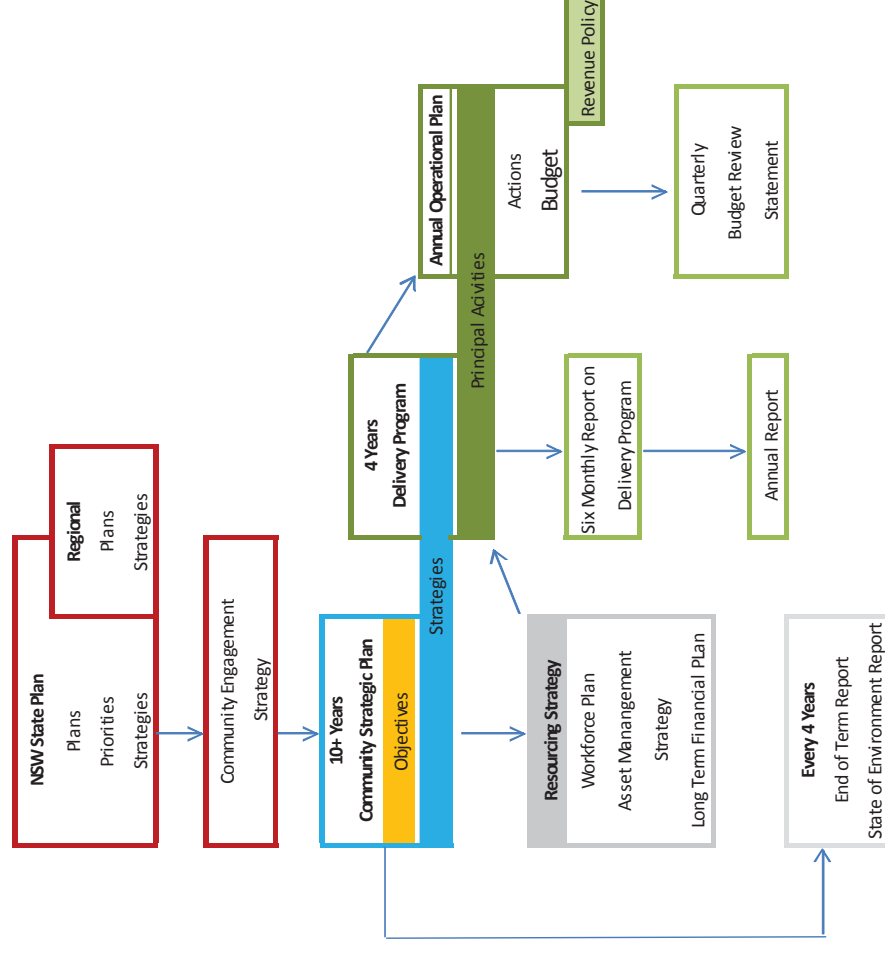 NSW State Plan
Plans
Priorities
Strategies
Regional
Plans
Strategies
Community Engagement
Strategy
10+ Years
Community Strategic Plan
Objectives
Strategies
4 Years
Delivery Program
Principal Acivities
Annual Operational Plan
Actions
Budget
Revenue Policy
Resourcing Strategy
Workforce Plan
Asset Manangement
Strategy
Long Term Financial PLan
Six Monthly Report on
Delivery Program
Annual Report
Quarterly
Budget Review
Statement
Every 4 Years
End of Term Report
State of Environment Report